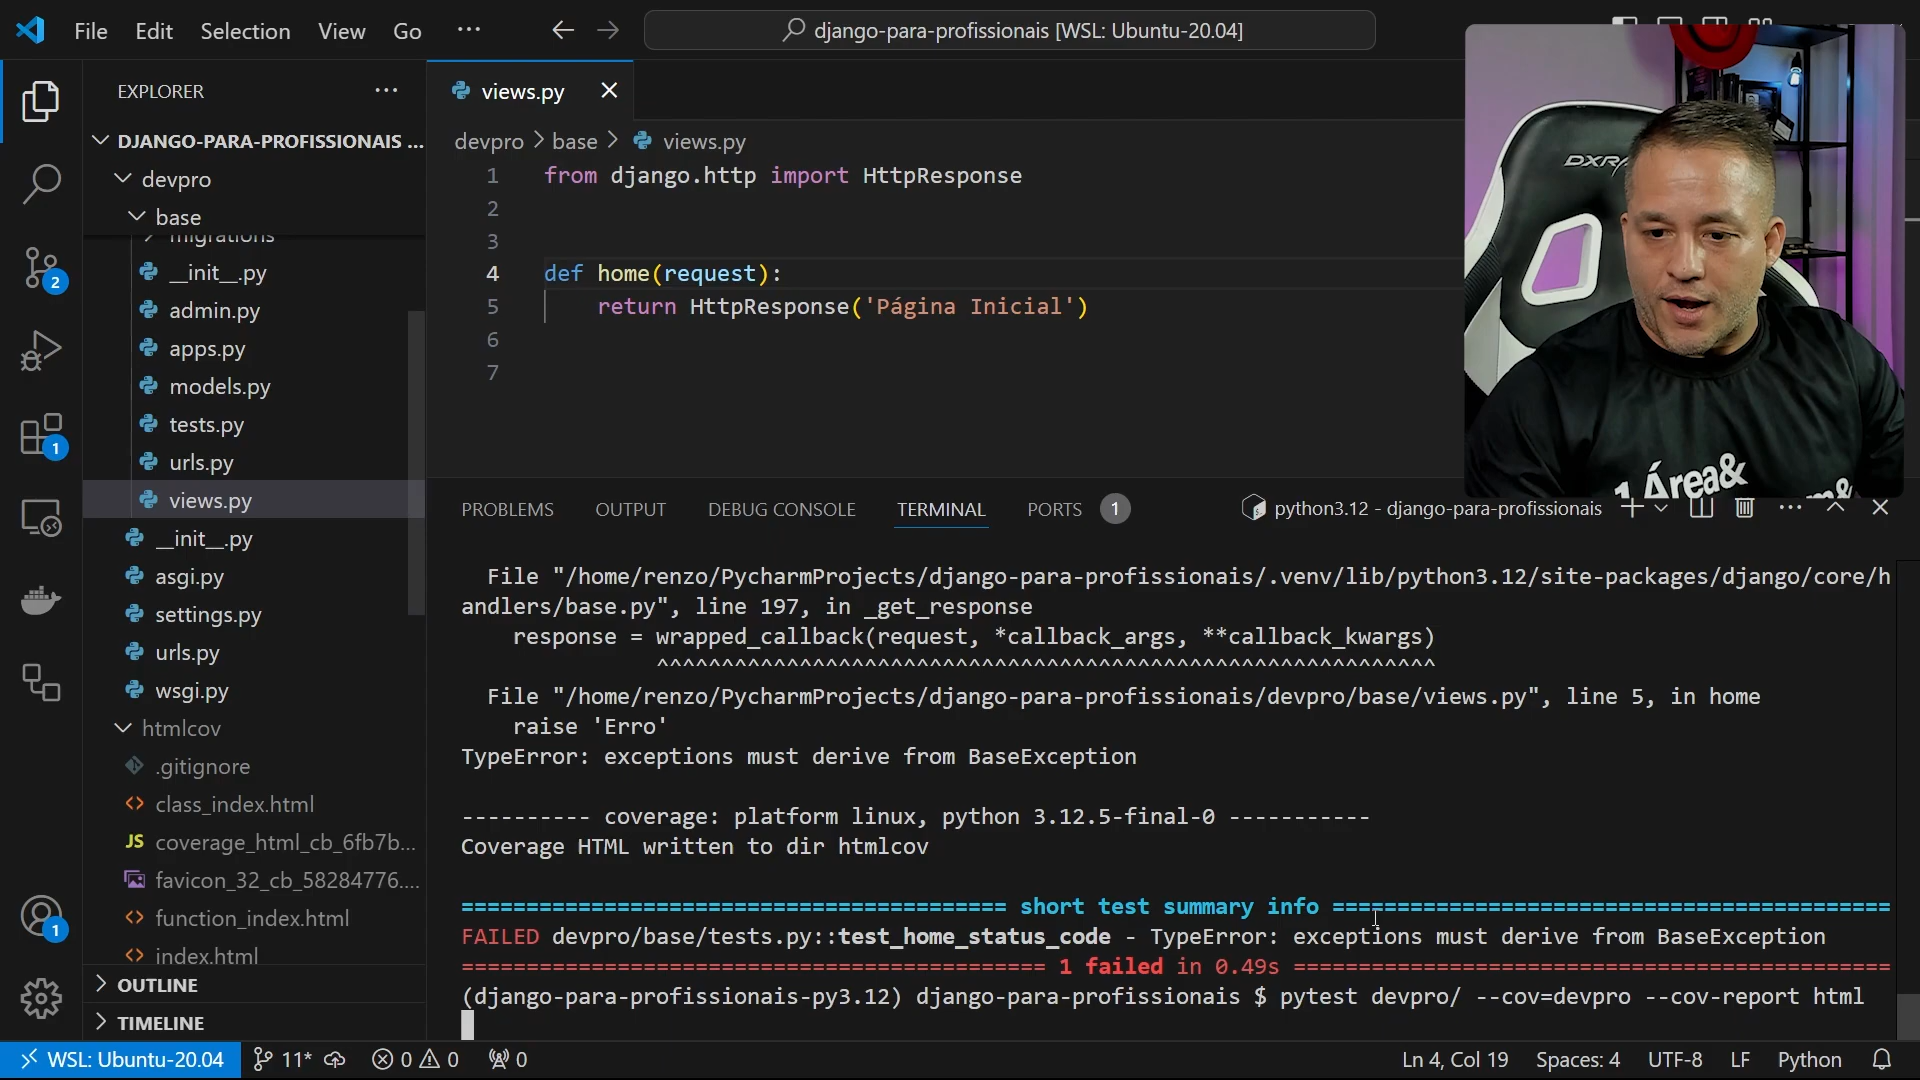 File Edit Selection View Go ···
django-para-profissionais [WSL: Ubuntu-20.04]
EXPLORER ···
DJANGO-PARA-PROFISSIONAIS ...
devpro
base
migrations
__init__.py
admin.py
apps.py
models.py
tests.py
urls.py
views.py
__init__.py
asgi.py
settings.py
urls.py
wsgi.py
htmlcov
.gitignore
class_index.html
JS coverage_html_cb_6fb7b...
favicon_32_cb_58284776....
function_index.html
index.html
OUTLINE
TIMELINE
2
1
1
views.py
devpro > base > views.py
1 from django.http import HttpResponse
2
3
4 def home(request):
5     return HttpResponse('Página Inicial')
6
7
DXRA
1 Área&
PROBLEMS OUTPUT DEBUG CONSOLE TERMINAL PORTS 1 python3.12 - django-para-profissionais
File "/home/renzo/PycharmProjects/django-para-profissionais/.venv/lib/python3.12/site-packages/django/core/h
andlers/base.py", line 197, in _get_response
response = wrapped_callback(request, *callback_args, **callback_kwargs)
^^^^^^^^^^^^^^^^^^^^^^^^^^^^^^^^^^^^^^^^^^^^^^^^^^^^^^^^^^^^
File "/home/renzo/PycharmProjects/django-para-profissionais/devpro/base/views.py", line 5, in home
raise 'Erro'
TypeError: exceptions must derive from BaseException
---------- coverage: platform linux, python 3.12.5-final-0 -----------
Coverage HTML written to dir htmlcov
========================================== short test summary info ===========================================
FAILED devpro/base/tests.py::test_home_status_code - TypeError: exceptions must derive from BaseException
============================================= 1 failed in 0.49s ==============================================
(django-para-profissionais-py3.12) django-para-profissionais $ pytest devpro/ --cov=devpro --cov-report html
WSL: Ubuntu-20.04 11* 0 0 0 Ln 4, Col 19 Spaces: 4 UTF-8 LF Python